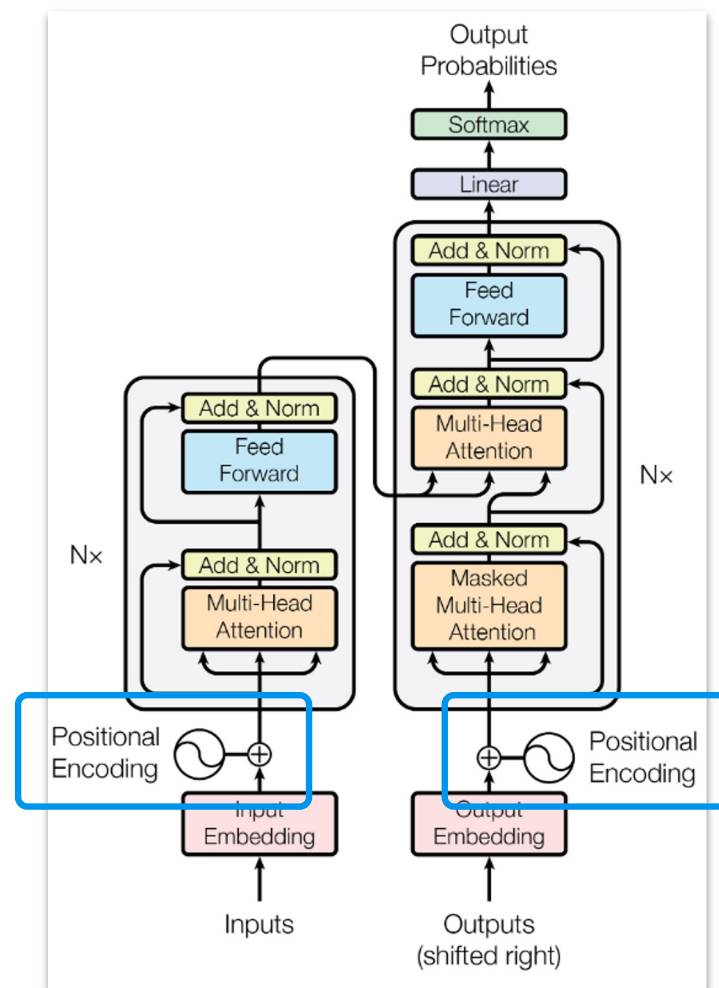 Output
Probabilities
Softmax
Linear
Add & Norm
Feed
Forward
Add & Norm
Multi-Head
Attention
Nx
Add & Norm
Masked
Multi-Head
Attention
Add & Norm
Feed
Forward
Nx
Add & Norm
Multi-Head
Attention
Positional
Encoding
Positional
Encoding
Input
Embedding
Output
Embedding
Inputs
Outputs
(shifted right)